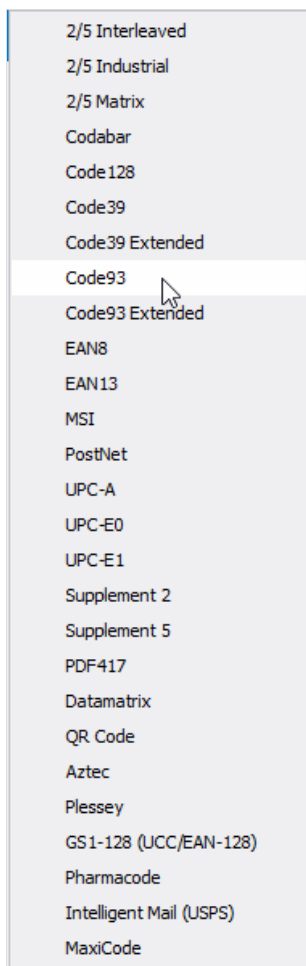 2/5 Interleaved
2/5 Industrial
2/5 Matrix
Codabar
Code128
Code39
Code39 Extended
Code93
Code93 Extended
EAN8
EAN13
MSI
PostNet
UPC-A
UPC-E0
UPC-E1
Supplement 2
Supplement 5
PDF417
Datamatrix
QR Code
Aztec
Plessey
GS1-128 (UCC/EAN-128)
Pharmacode
Intelligent Mail (USPS)
MaxiCode